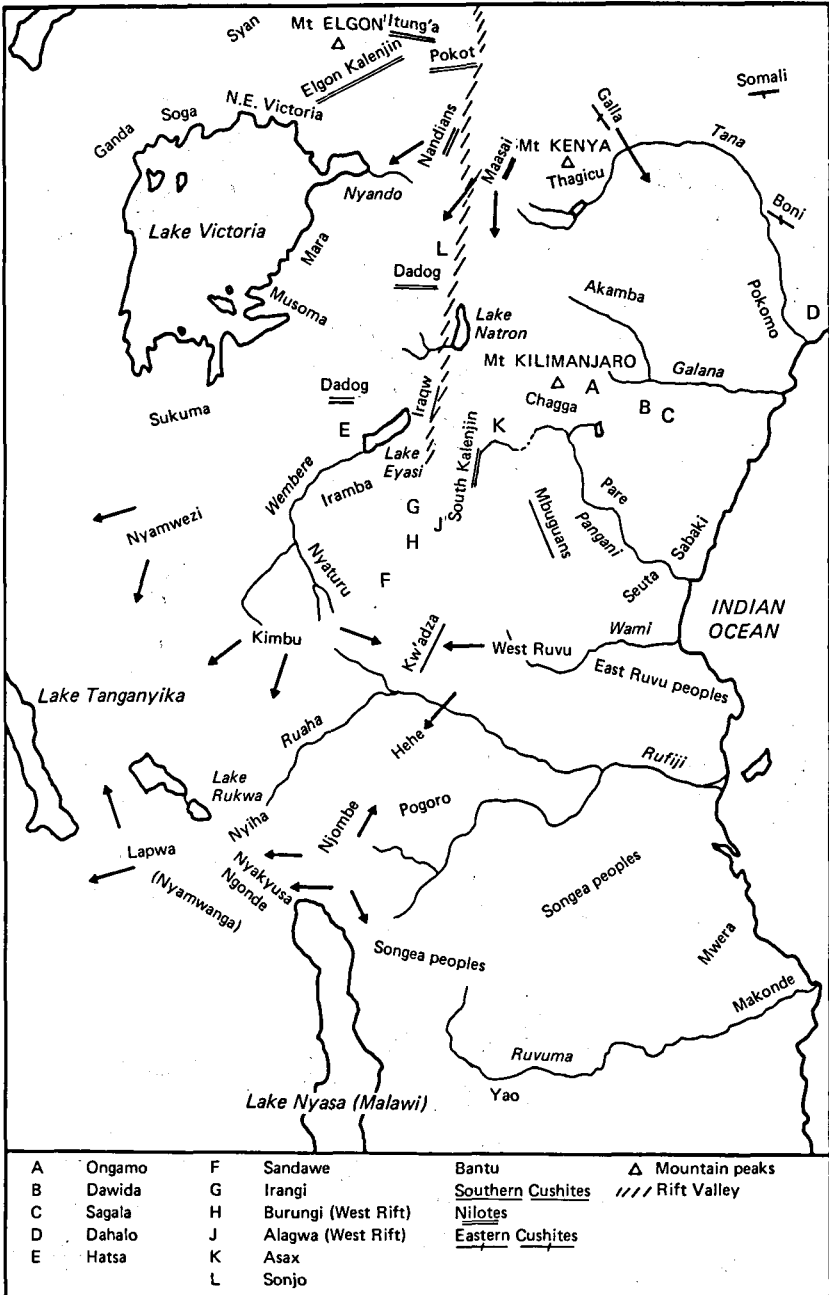 Syan
Mt ELGON
'Itung'a
Elgon Kalenjin
Pokot
Somali
N.E. Victoria
Soga
Ganda
Galla
Tana
Nandians
Maasai
Mt KENYA
Thagicu
Nyando
Boni
Lake Victoria
Mara
L
Dadog
Akamba
Pokomo
D
Musoma
Lake
Natron
Mt KILIMANJARO
Galana
Dadog
Iraqw
Chagga
A
B
C
Sukuma
E
K
Lake
Eyasi
South Kalenjin
Wembere
Iramba
G
J
Mbuguans
Pare
Pangani
Sabaki
Nyamwezi
H
Nyaturu
F
Seuta
INDIAN
OCEAN
Kimbu
Kw'adza
West Ruvu
Wami
East Ruvu peoples
Lake Tanganyika
Ruaha
Hehe
Rufiji
Lake
Rukwa
Nyiha
Njombe
Pogoro
Lapwa
(Nyamwanga)
Nyakyusa
Ngonde
Songea peoples
Songea peoples
Mwera
Makonde
Ruvuma
Yao
Lake Nyasa (Malawi)
A Ongamo F Sandawe Bantu △ Mountain peaks
B Dawida G Irangi Southern Cushites //// Rift Valley
C Sagala H Burungi (West Rift) Nilotes
D Dahalo J Alagwa (West Rift) Eastern Cushites
E Hatsa K Asax
L Sonjo